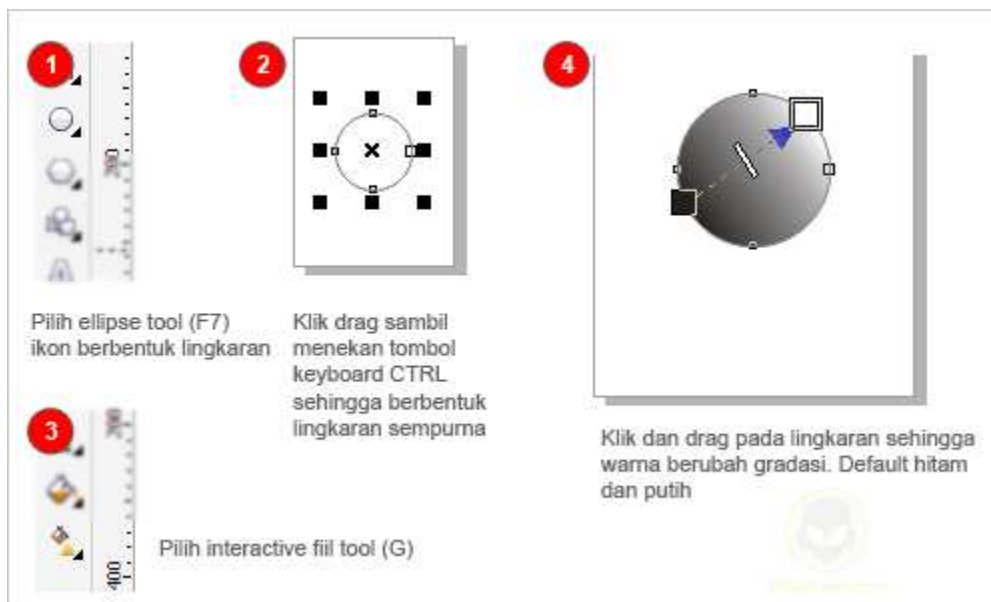 1
200
Pilih ellipse tool (F7)
ikon berbentuk lingkaran
2
Klik drag sambil
menekan tombol
keyboard CTRL
sehingga berbentuk
lingkaran sempurna
3
200
400
Pilih interactive fiil tool (G)
4
Klik dan drag pada lingkaran sehingga
warna berubah gradasi. Default hitam
dan putih